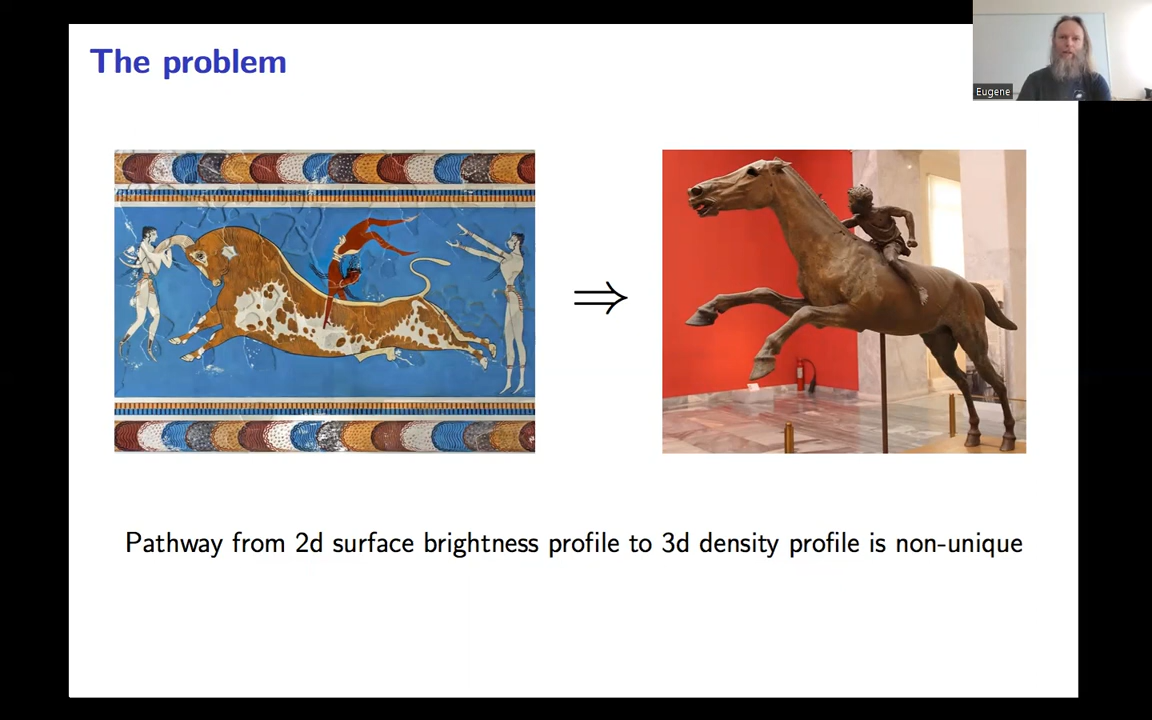 The problem
Eugene
⇒
Pathway from 2d surface brightness profile to 3d density profile is non-unique